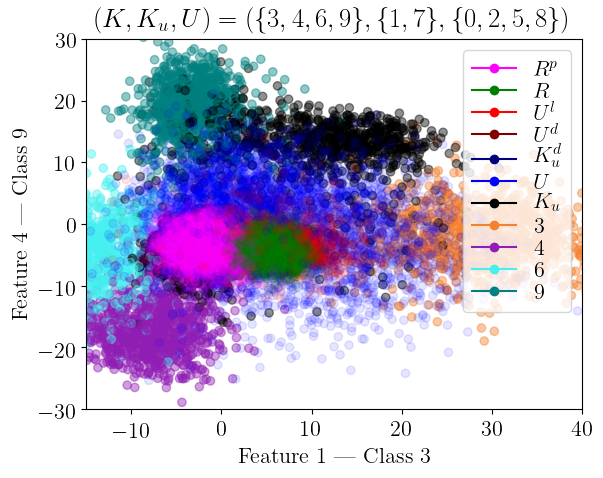 (K, K_u, U) = ({3, 4, 6, 9}, {1, 7}, {0, 2, 5, 8})
30
20
10
0
−10
−20
−30
Feature 4 — Class 9
R^p
R
U^l
U^d
K_u^d
U
K_u
3
4
6
9
−10 0 10 20 30 40
Feature 1 — Class 3